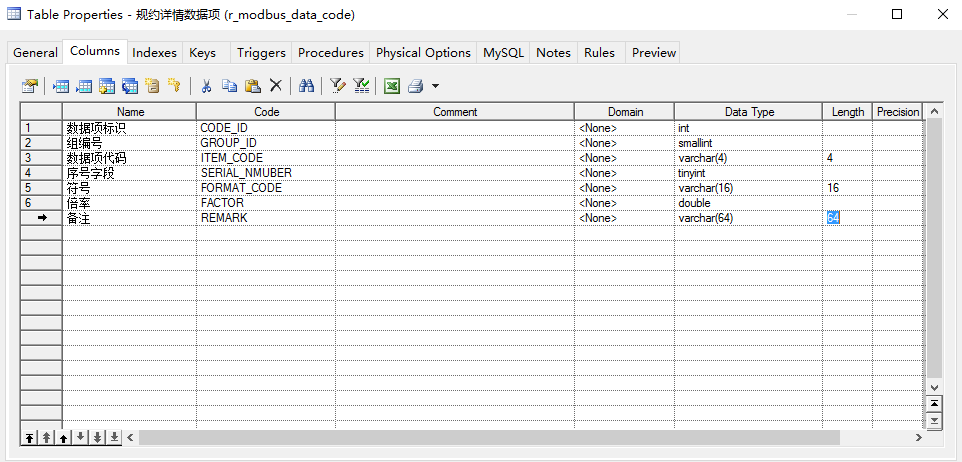 Table Properties - 规约详情数据项 (r_modbus_data_code)
General Columns Indexes Keys Triggers Procedures Physical Options MySQL Notes Rules Preview
Name Code Comment Domain Data Type Length Precision
1 数据项标识 CODE_ID <None> int
2 组编号 GROUP_ID <None> smallint
3 数据项代码 ITEM_CODE <None> varchar(4) 4
4 序号字段 SERIAL_NMUBER <None> tinyint
5 符号 FORMAT_CODE <None> varchar(16) 16
6 倍率 FACTOR <None> double
备注 REMARK <None> varchar(64) 64